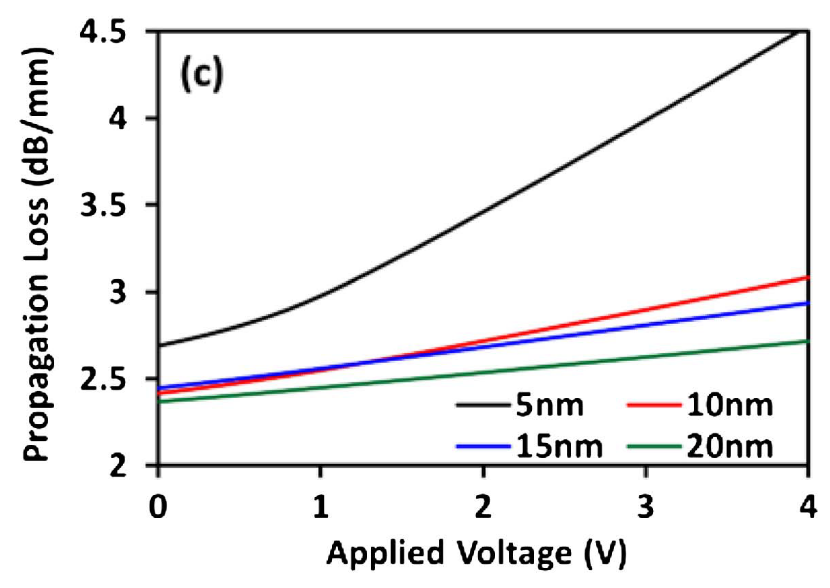 (c)
Propagation Loss (dB/mm)
4.5
4
3.5
3
2.5
2
5nm 10nm
15nm 20nm
0 1 2 3 4
Applied Voltage (V)